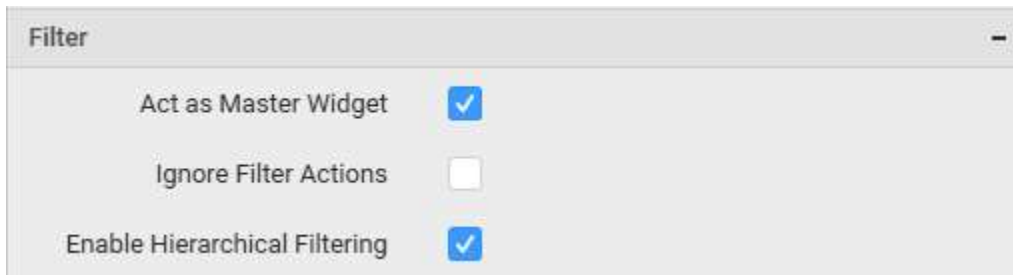 Filter
Act as Master Widget
Ignore Filter Actions
Enable Hierarchical Filtering